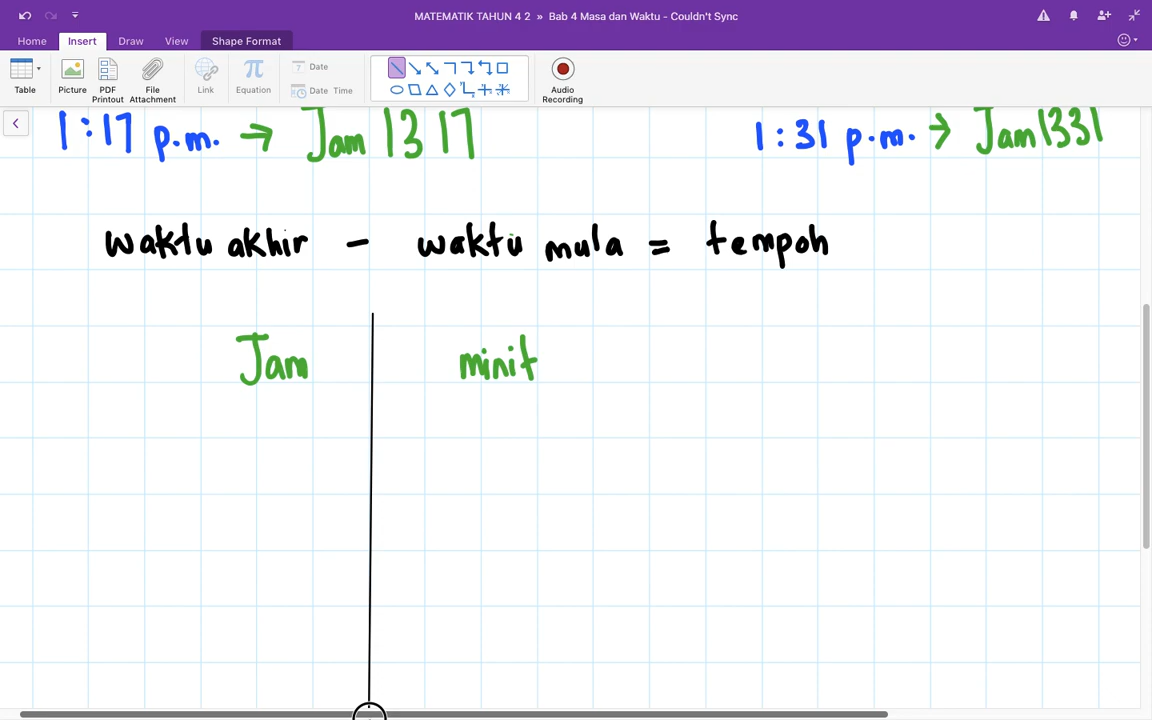 MATEMATIK TAHUN 4 2 » Bab 4 Masa dan Waktu - Couldn't Sync
Home Insert Draw View Shape Format
Table Picture PDF Printout File Attachment Link Equation Date Date Time Audio Recording
1:17 p.m. → Jam 1317 1:31 p.m. → Jam 1331
waktu akhir - waktu mula = tempoh
Jam minit